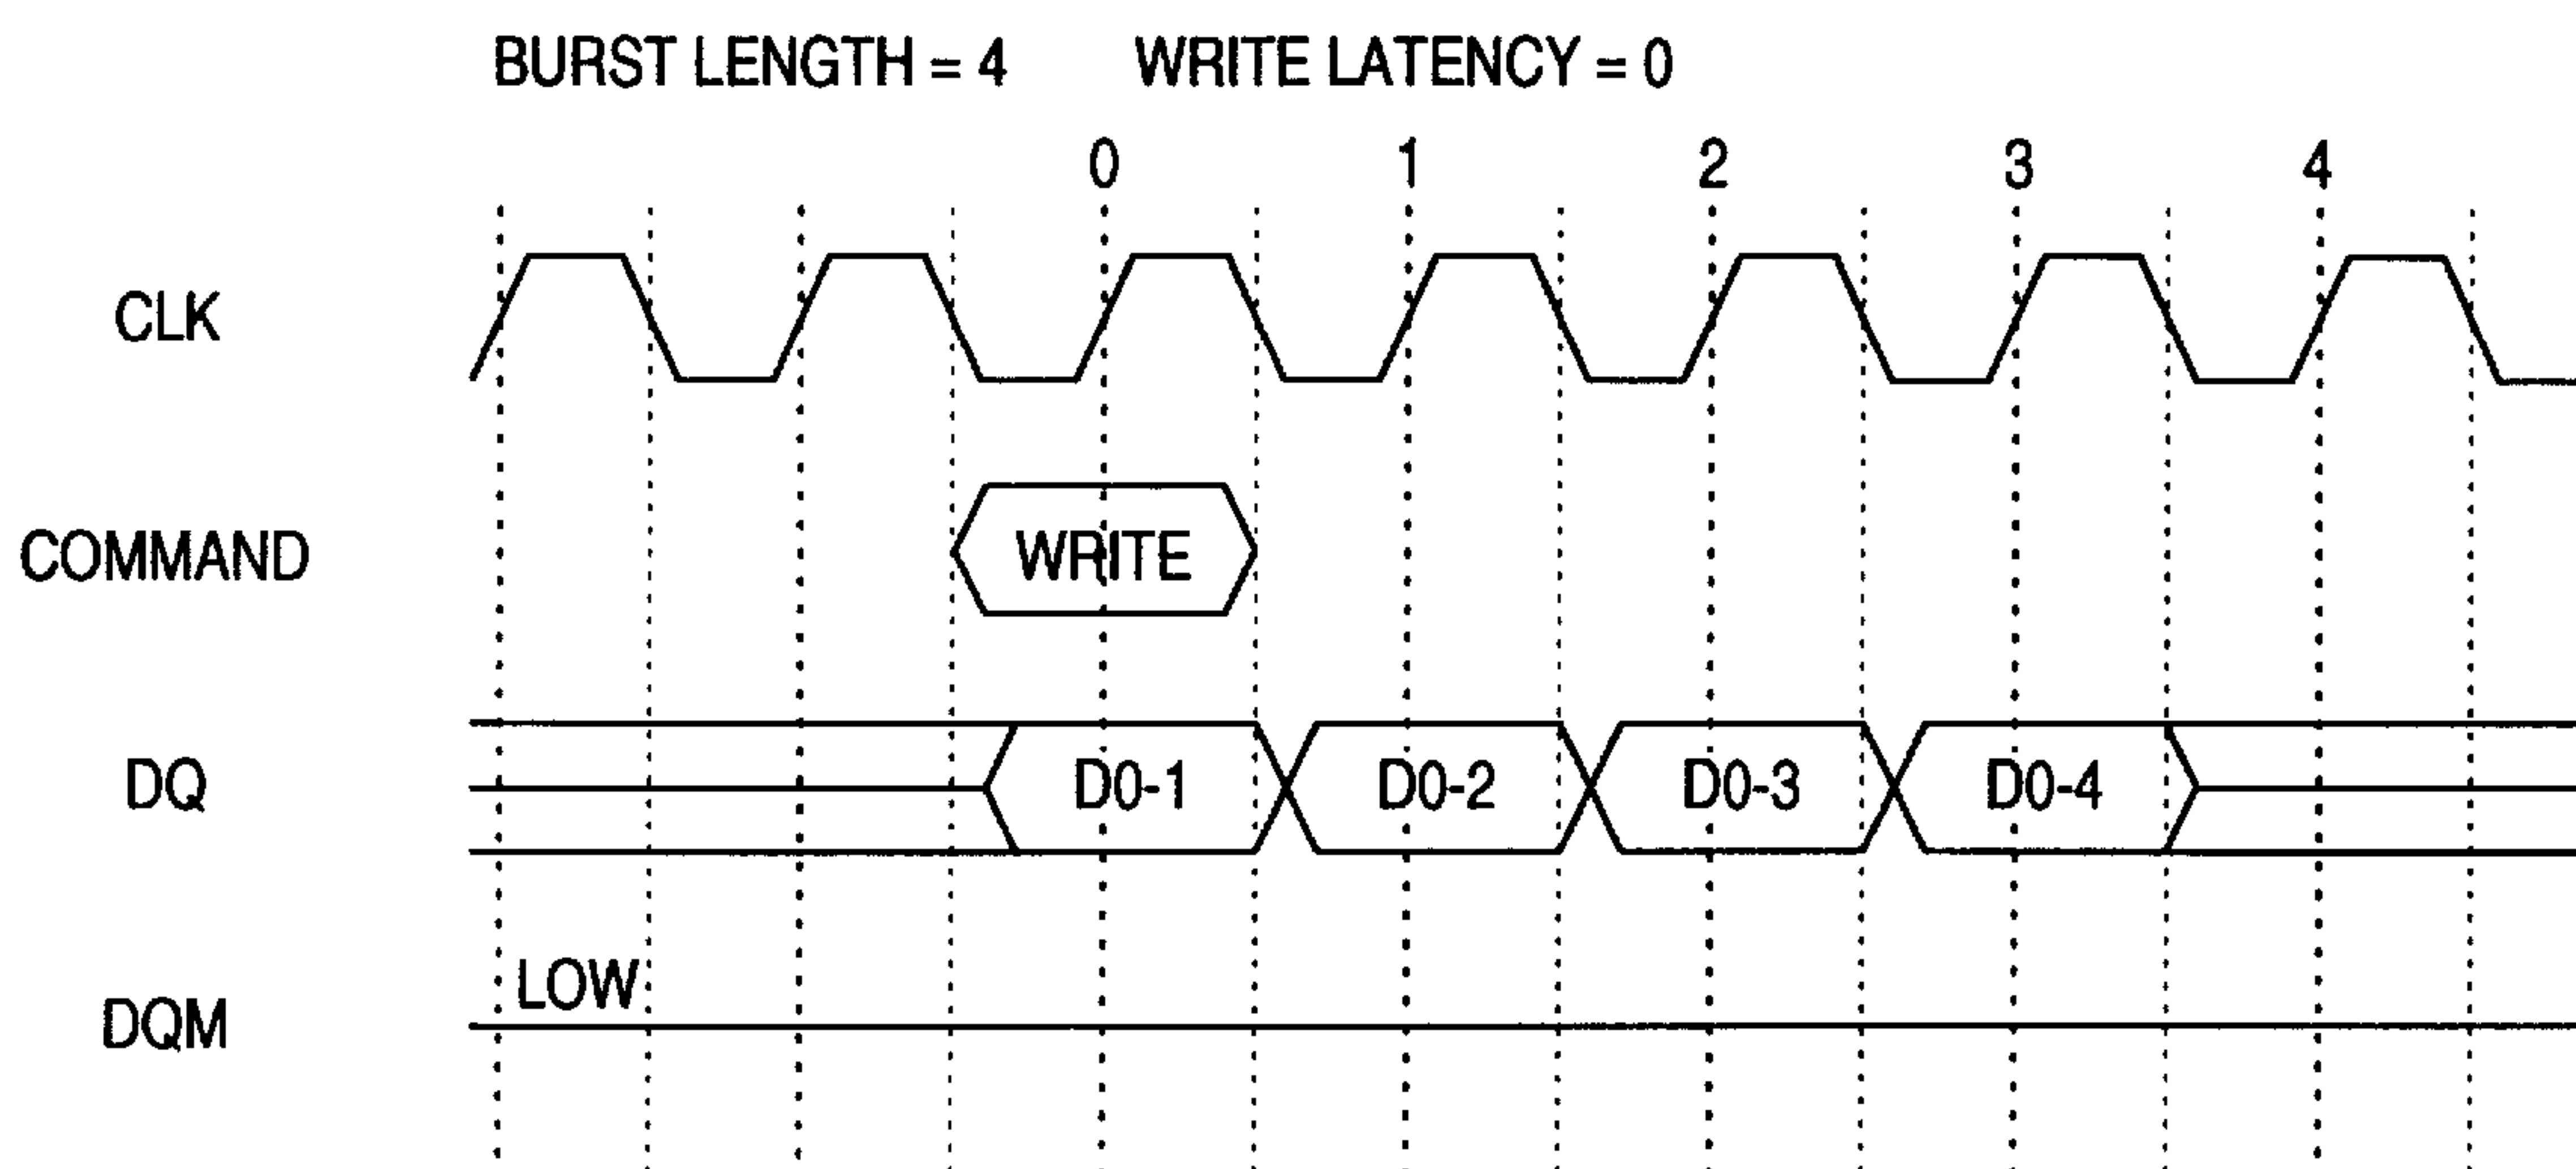 BURST LENGTH = 4 WRITE LATENCY = 0
0 1 2 3 4
CLK
COMMAND WRITE
DQ D0-1 D0-2 D0-3 D0-4
LOW
DQM